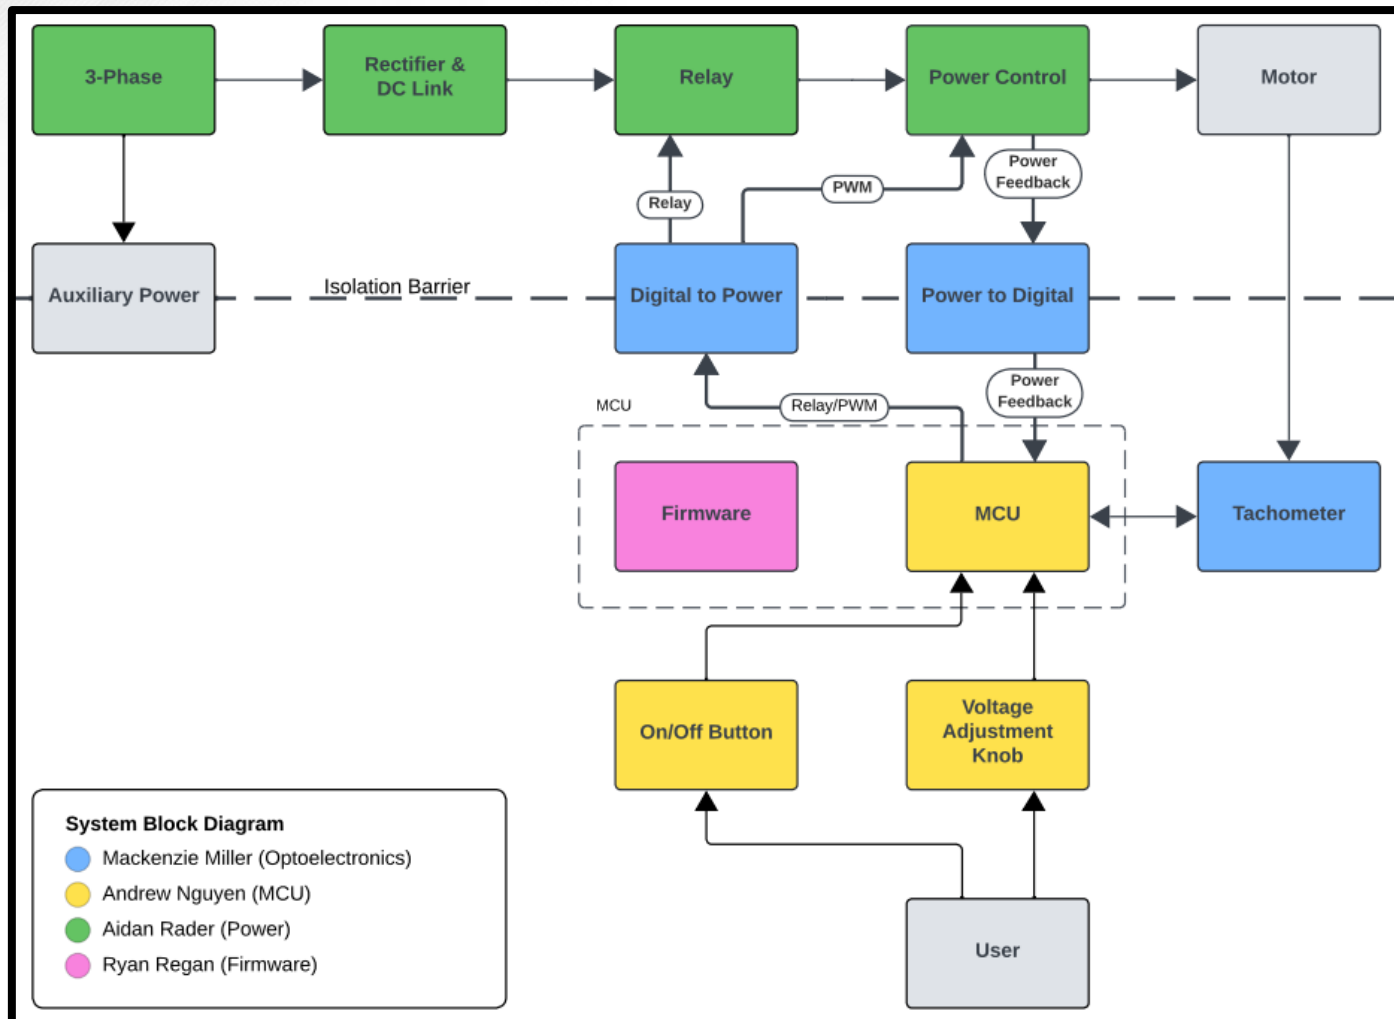 3-Phase
Rectifier &
DC Link
Relay
Power Control
Motor
Power
Feedback
PWM
Relay
Auxiliary Power
Isolation Barrier
Digital to Power
Power to Digital
Power
Feedback
Relay/PWM
MCU
Firmware
MCU
Tachometer
On/Off Button
Voltage
Adjustment
Knob
System Block Diagram
Mackenzie Miller (Optoelectronics)
Andrew Nguyen (MCU)
Aidan Rader (Power)
Ryan Regan (Firmware)
User